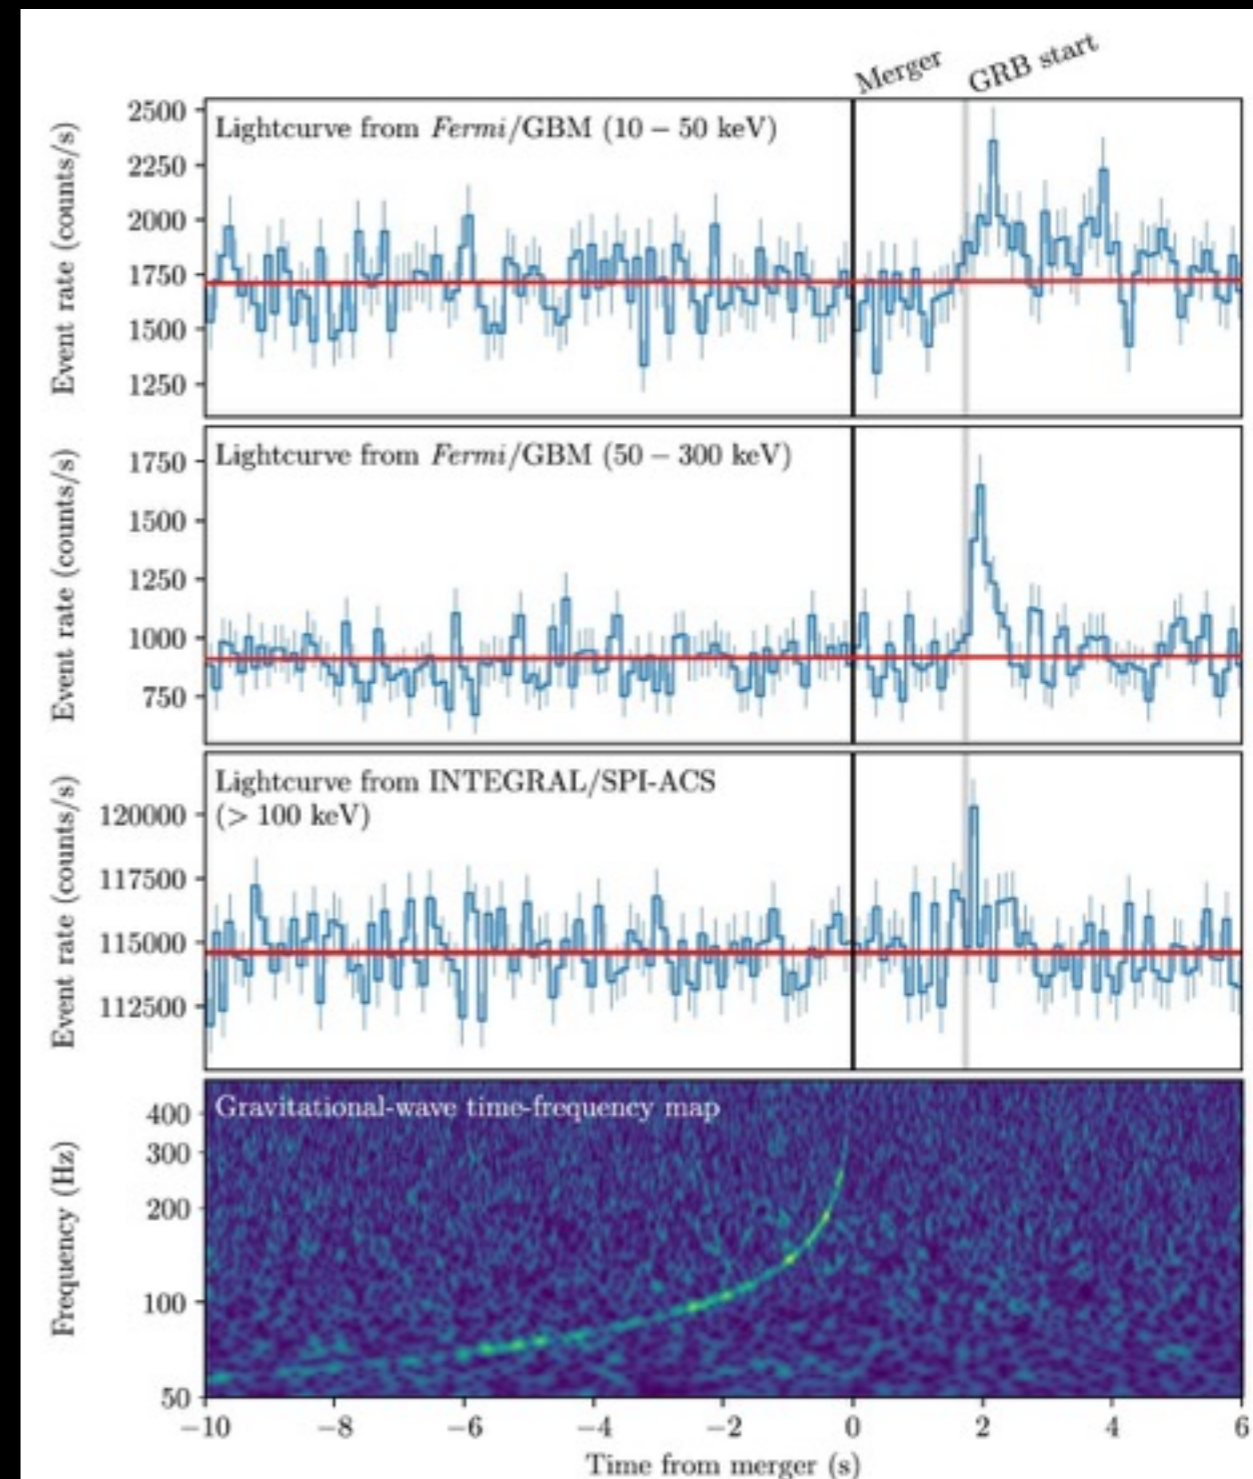 Merger
GRB start
Lightcurve from Fermi/GBM (10 – 50 keV)
Event rate (counts/s)
2500
2250
2000
1750
1500
1250
Lightcurve from Fermi/GBM (50 – 300 keV)
Event rate (counts/s)
1750
1500
1250
1000
750
Lightcurve from INTEGRAL/SPI-ACS
(> 100 keV)
Event rate (counts/s)
120000
117500
115000
112500
Gravitational-wave time-frequency map
Frequency (Hz)
400
300
200
100
50
−10 −8 −6 −4 −2 0 2 4 6
Time from merger (s)